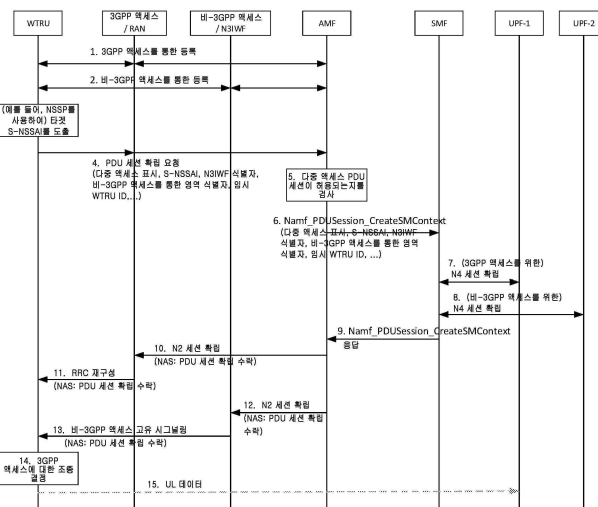 WTRU
3GPP 액세스
/ RAN
비-3GPP 액세스
/ N3IWF
AMF
SMF
UPF-1
UPF-2
1. 3GPP 액세스를 통한 등록
2. 비-3GPP 액세스를 통한 등록
(예를 들어, NSSP를
사용하여) 타겟
S-NSSAI를 도출
4. PDU 세션 확립 요청
(다중 액세스 표시, S-NSSAI, N3IWF 식별자,
비-3GPP 액세스를 통한 영역 식별자, 임시
WTRU ID,...)
5. 다중 액세스 PDU
세션이 허용되는지를
검사
6. Namf_PDUSession_CreateSMContext
(다중 액세스 표시, S-NSSAI, N3IWF
식별자, 비-3GPP 액세스를 통한 영역
식별자, 임시 WTRU ID, ...)
7. (3GPP 액세스를 위한)
N4 세션 확립
8. (비-3GPP 액세스를 위한)
N4 세션 확립
9. Namf_PDUSession_CreateSMContext
응답
10. N2 세션 확립
(NAS: PDU 세션 확립 수락)
11. RRC 재구성
(NAS: PDU 세션 확립 수락)
12. N2 세션 확립
(NAS: PDU 세션 확립
수락)
13. 비-3GPP 액세스 고유 시그널링
(NAS: PDU 세션 확립 수락)
14. 3GPP
액세스에 대한 조종
결정
15. UL 데이터